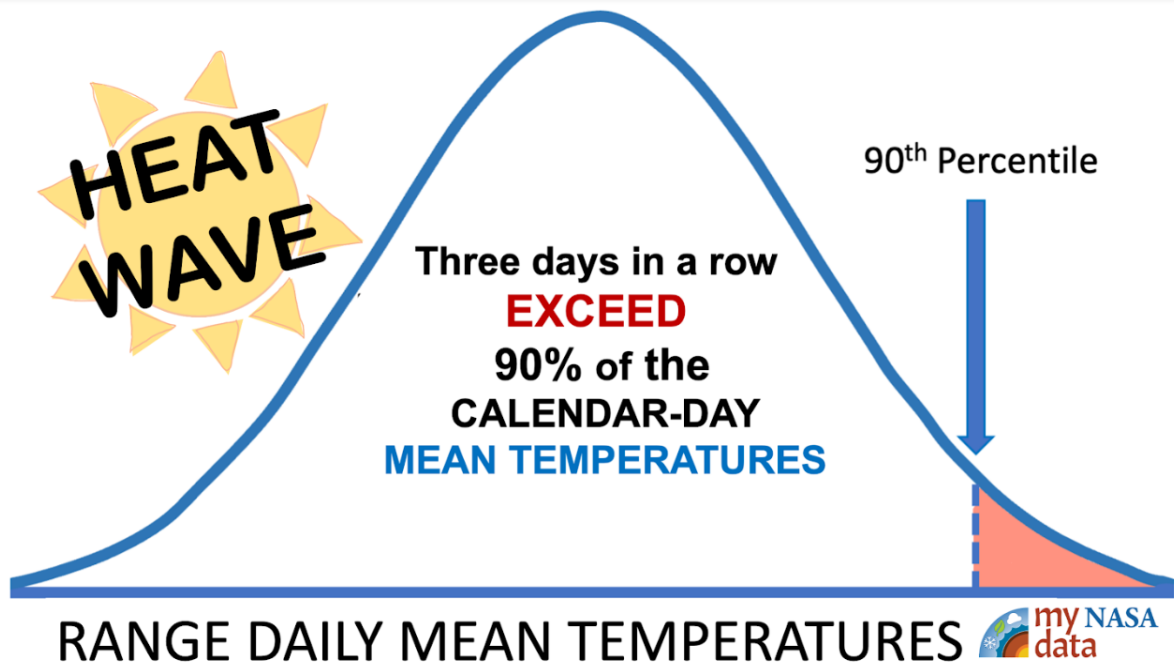 HEAT
WAVE
90th Percentile
Three days in a row
EXCEED
90% of the
CALENDAR-DAY
MEAN TEMPERATURES
RANGE DAILY MEAN TEMPERATURES
my NASA
data